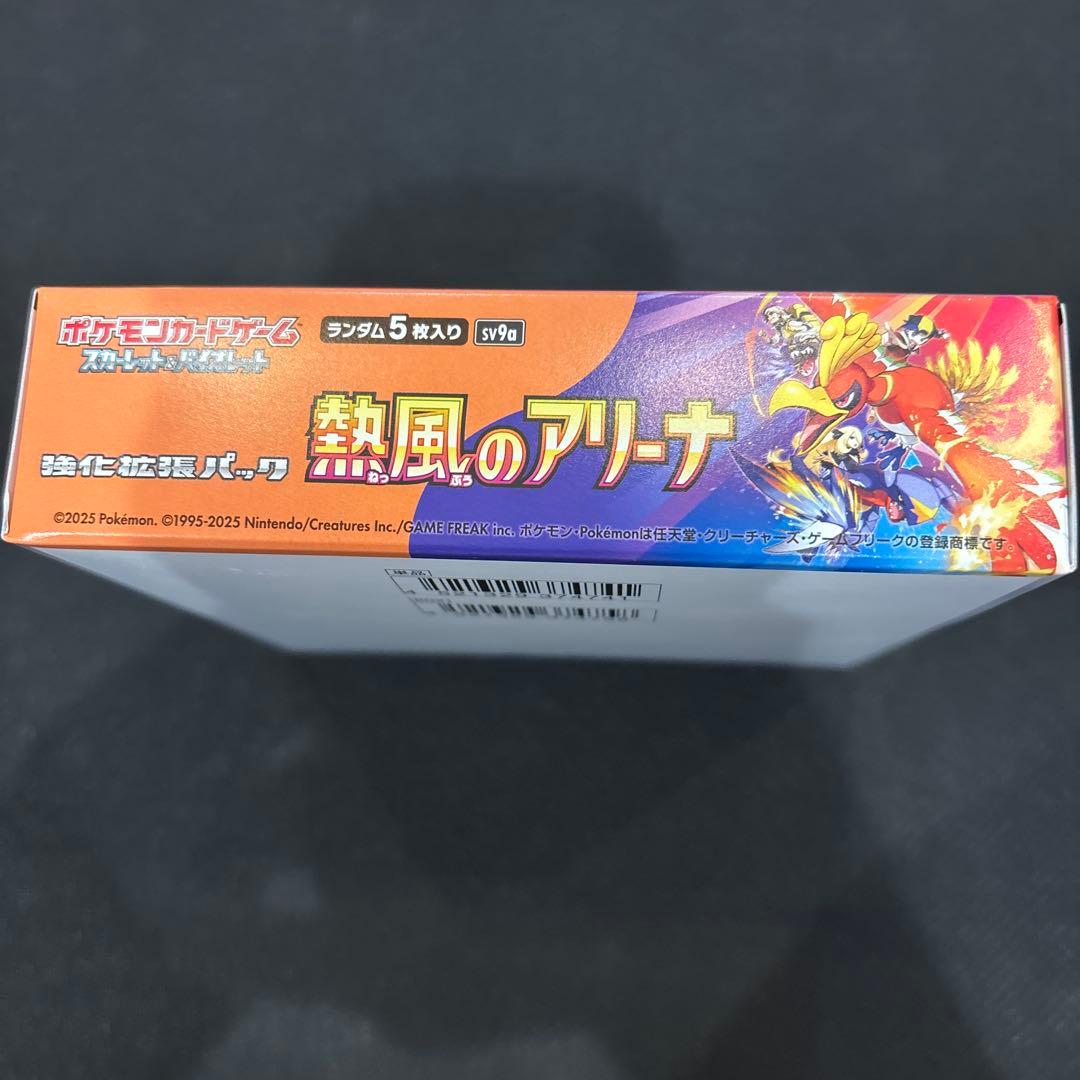 ポケモンカードゲーム
スカーレット&バイオレット
ランダム5枚入り
sv9a
強化拡張パック
熱風のアリーナ
ねっ ぷう
©2025 Pokémon. ©1995-2025 Nintendo/Creatures Inc./GAME FREAK inc. ポケモン・Pokémonは任天堂・クリーチャーズ・ゲームフリークの登録商標です。